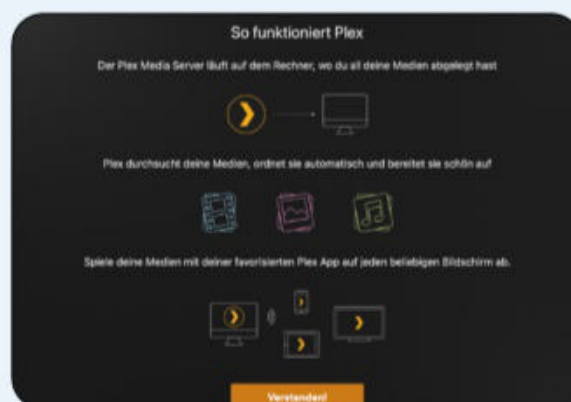 So funktioniert Plex
Der Plex Media Server läuft auf dem Rechner, wo du all deine Medien abgelegt hast
Plex durchsucht deine Medien, ordnet sie automatisch und bereitet sie schön auf
Spiele deine Medien mit deiner favorisierten Plex App auf jeden beliebigen Bildschirm ab.
Verstanden!